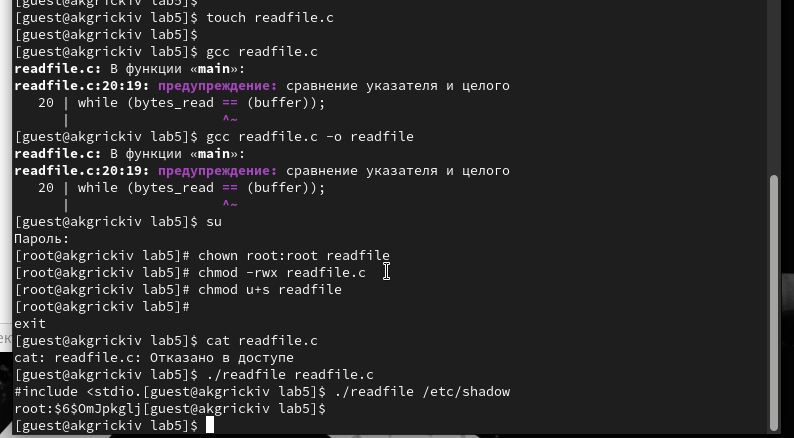 [guest@akgrickiv lab5]$
[guest@akgrickiv lab5]$ touch readfile.c
[guest@akgrickiv lab5]$
[guest@akgrickiv lab5]$ gcc readfile.c
readfile.c: В функции «main»:
readfile.c:20:19: предупреждение: сравнение указателя и целого
20 | while (bytes_read == (buffer));
| ^~
[guest@akgrickiv lab5]$ gcc readfile.c -o readfile
readfile.c: В функции «main»:
readfile.c:20:19: предупреждение: сравнение указателя и целого
20 | while (bytes_read == (buffer));
| ^~
[guest@akgrickiv lab5]$ su
Пароль:
[root@akgrickiv lab5]# chown root:root readfile
[root@akgrickiv lab5]# chmod -rwx readfile.c
[root@akgrickiv lab5]# chmod u+s readfile
[root@akgrickiv lab5]#
exit
[guest@akgrickiv lab5]$ cat readfile.c
cat: readfile.c: Отказано в доступе
[guest@akgrickiv lab5]$ ./readfile readfile.c
#include <stdio.[guest@akgrickiv lab5]$ ./readfile /etc/shadow
root:$6$OmJpkglj[guest@akgrickiv lab5]$
[guest@akgrickiv lab5]$